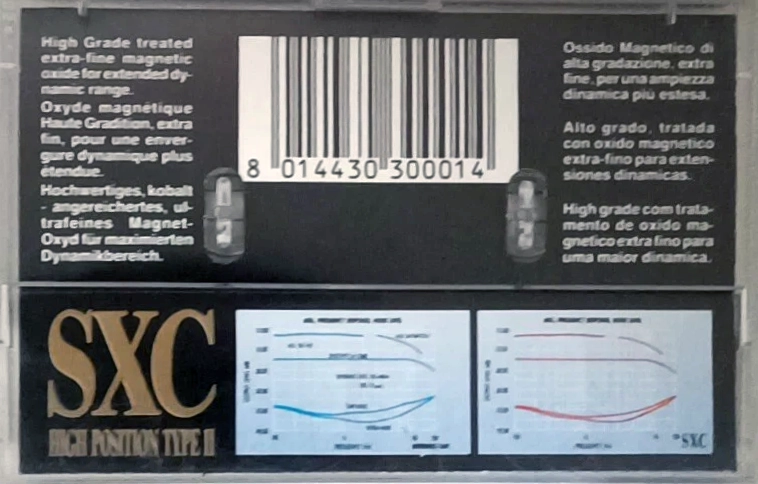 High Grade treated
extra-fine magnetic
oxide for extended dy-
namic range.
Oxyde magnétique
Haute Gradition, extra
fin, pour une enver-
gure dynamique plus
étendue.
Hochwertiges, kobalt
- angereichertes, ul-
trafeines Magnet-
Oxyd für maximierten
Dynamikbereich.
8 014430 300014
Ossido Magnetico di
alta gradazione, extra
fine, per una ampiezza
dinamica più estesa.
Alto grado, tratada
con oxido magnetico
extra-fino para exten-
siones dinamicas.
High grade com trata-
mento de oxido ma-
gnetico extra fino para
uma maior dinamica.
SXC
HIGH POSITION TYPE II
SXC